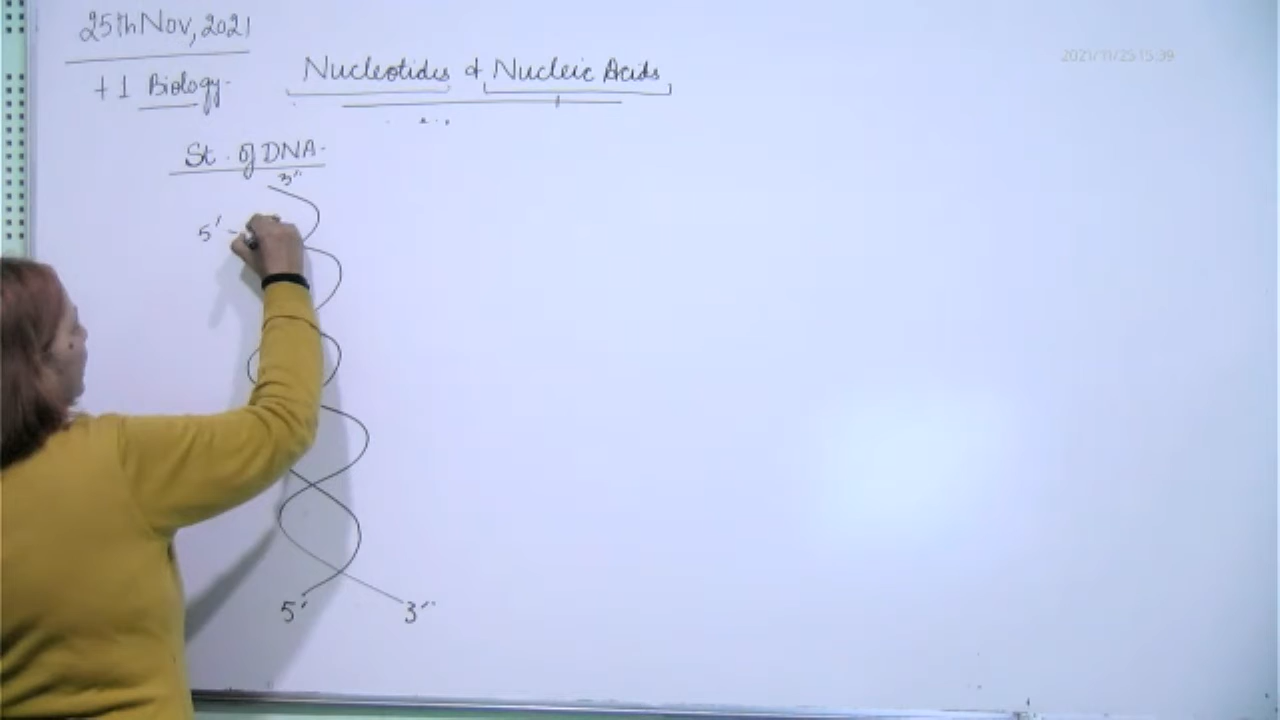 25th Nov, 2021
2021/11/25 15:39
+1 Biology
Nucleotides & Nucleic Acids
St. of DNA
3''
5'
5'
3''